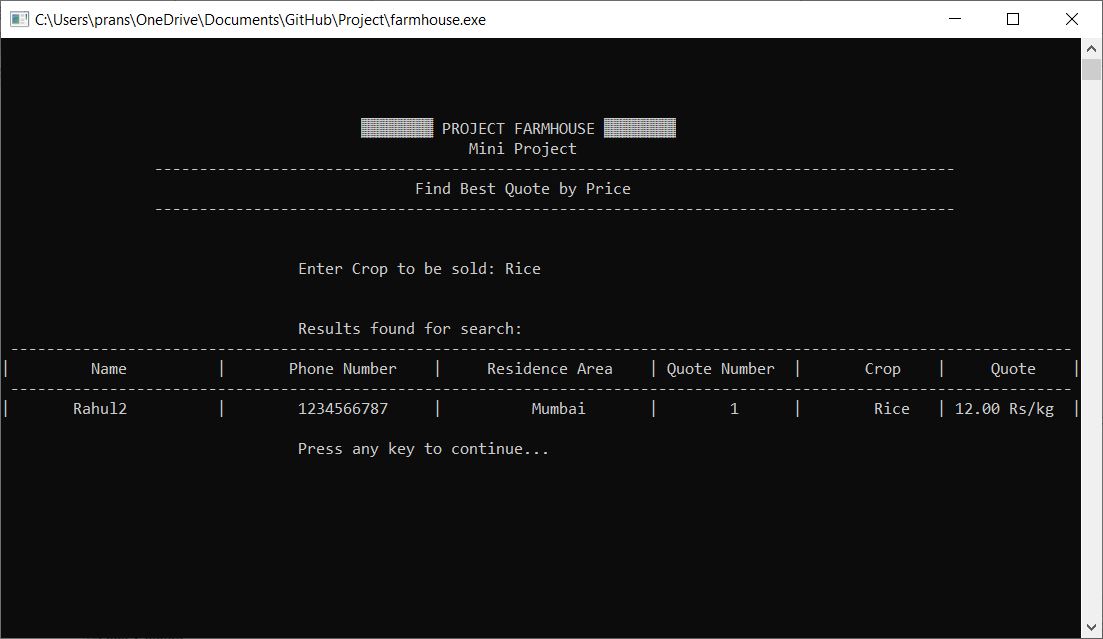 C:\Users\prans\OneDrive\Documents\GitHub\Project\farmhouse.exe
▒▒▒▒▒▒▒▒ PROJECT FARMHOUSE ▒▒▒▒▒▒▒▒
Mini Project
-----------------------------------------------------------------------------------------
Find Best Quote by Price
-----------------------------------------------------------------------------------------
Enter Crop to be sold: Rice
Results found for search:
----------------------------------------------------------------------------------------------------------------------
| Name | Phone Number | Residence Area | Quote Number | Crop | Quote |
----------------------------------------------------------------------------------------------------------------------
| Rahul2 | 1234566787 | Mumbai | 1 | Rice | 12.00 Rs/kg |
Press any key to continue...